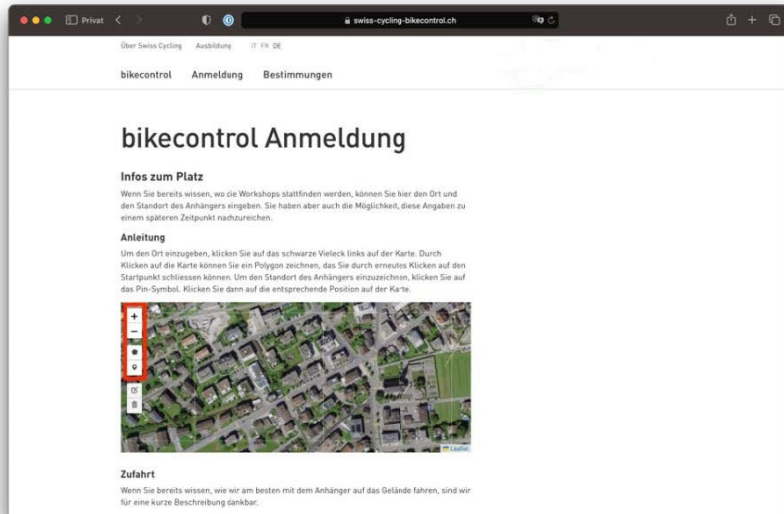 Privat
swiss-cycling-bikecontrol.ch
Über Swiss Cycling Ausbildung IT FR DE
bikecontrol Anmeldung Bestimmungen
bikecontrol Anmeldung
Infos zum Platz
Wenn Sie bereits wissen, wo die Workshops stattfinden werden, können Sie hier den Ort und
den Standort des Anhängers eingeben. Sie haben aber auch die Möglichkeit, diese Angaben zu
einem späteren Zeitpunkt nachzureichen.
Anleitung
Um den Ort einzugeben, klicken Sie auf das schwarze Vieleck links auf der Karte. Durch
Klicken auf die Karte können Sie ein Polygon zeichnen, das Sie durch erneutes Klicken auf den
Startpunkt schliessen können. Um den Standort des Anhängers einzuzeichnen, klicken Sie auf
das Pin-Symbol. Klicken Sie dann auf die entsprechende Position auf der Karte.
+
−
Leaflet
Zufahrt
Wenn Sie bereits wissen, wie wir am besten mit dem Anhänger auf das Gelände fahren, sind wir
für eine kurze Beschreibung dankbar.